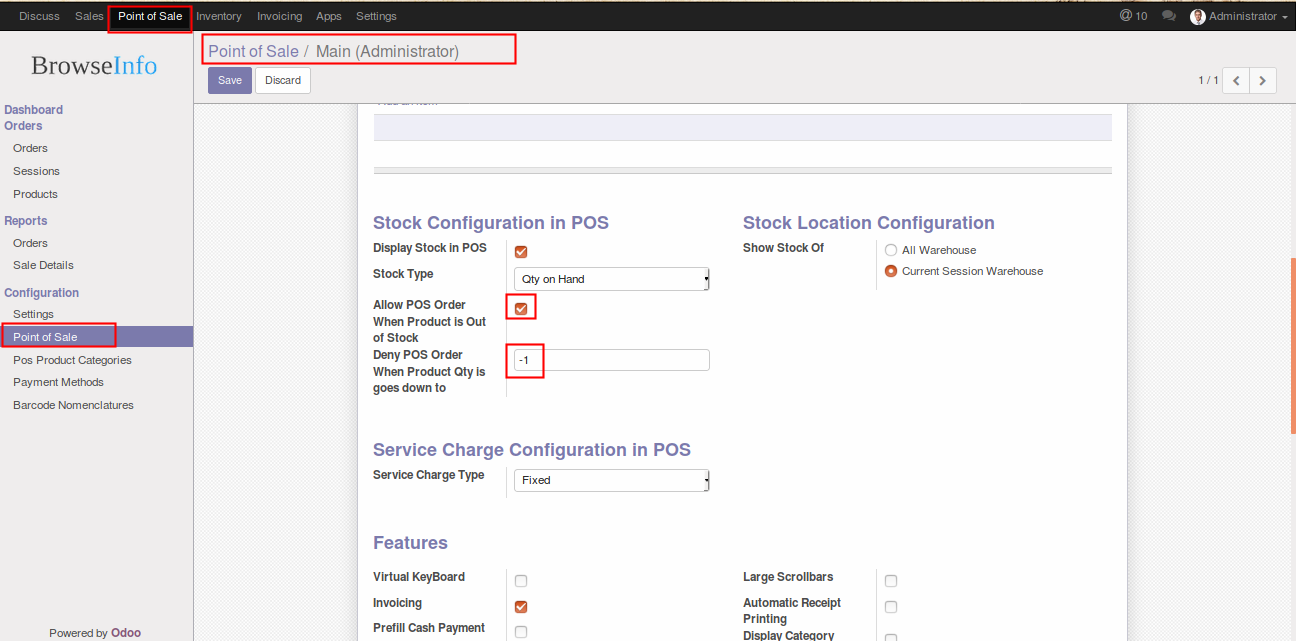 Discuss Sales Point of Sale Inventory Invoicing Apps Settings @ 10 Administrator
BrowseInfo
Dashboard
Orders
Orders
Sessions
Products
Reports
Orders
Sale Details
Configuration
Settings
Point of Sale
Pos Product Categories
Payment Methods
Barcode Nomenclatures
Powered by Odoo
Point of Sale / Main (Administrator)
Save Discard
1 / 1
Add an item
Stock Configuration in POS
Display Stock in POS
Stock Type Qty on Hand
Allow POS Order
When Product is Out
of Stock
Deny POS Order
When Product Qty is
goes down to
-1
Stock Location Configuration
Show Stock Of All Warehouse
Current Session Warehouse
Service Charge Configuration in POS
Service Charge Type Fixed
Features
Virtual KeyBoard
Invoicing
Prefill Cash Payment
Large Scrollbars
Automatic Receipt
Printing
Display Category